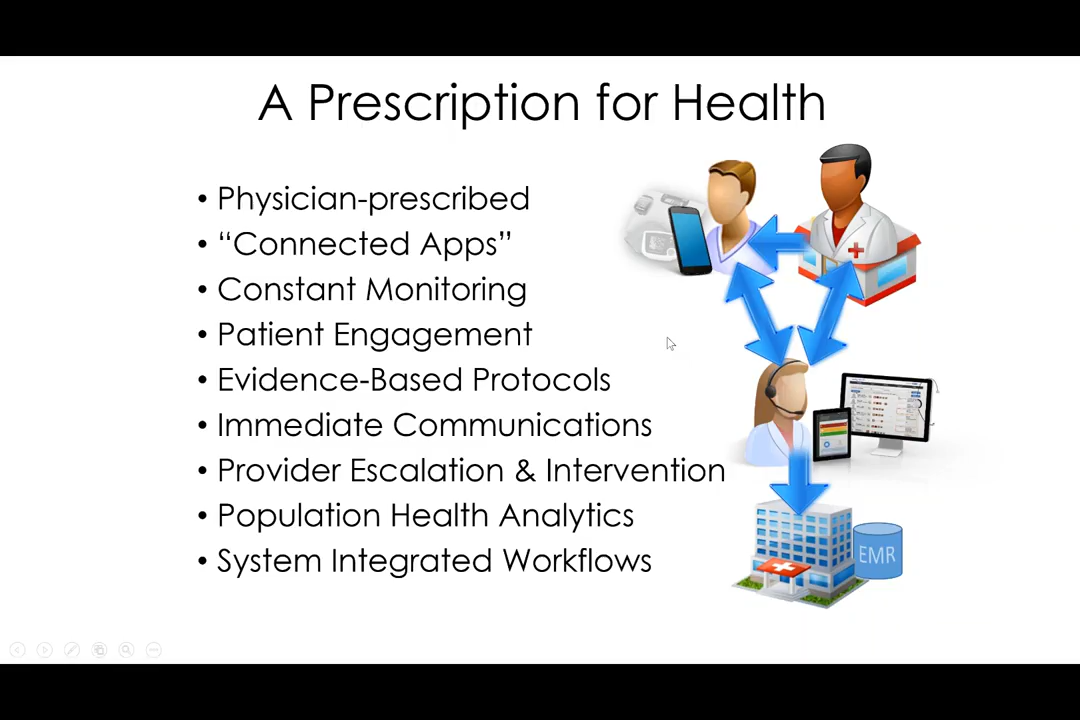 A Prescription for Health
• Physician-prescribed
• “Connected Apps”
• Constant Monitoring
• Patient Engagement
• Evidence-Based Protocols
• Immediate Communications
• Provider Escalation & Intervention
• Population Health Analytics
• System Integrated Workflows
EMR